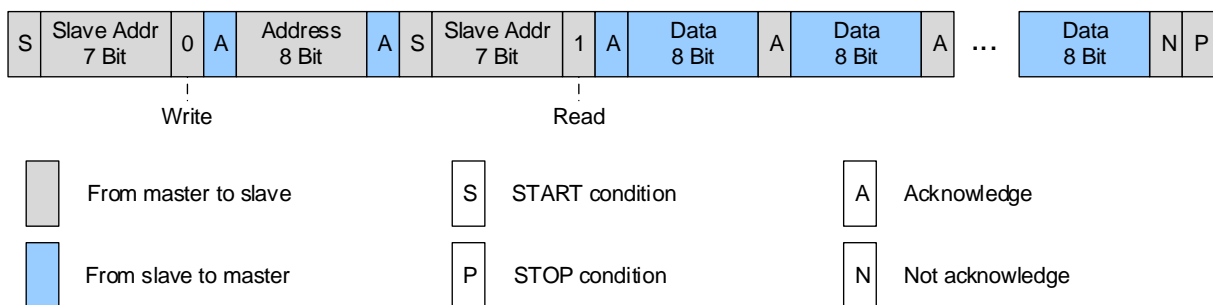 S Slave Addr 7 Bit 0 A Address 8 Bit A S Slave Addr 7 Bit 1 A Data 8 Bit A Data 8 Bit A ... Data 8 Bit N P
Write Read
From master to slave S START condition A Acknowledge
From slave to master P STOP condition N Not acknowledge